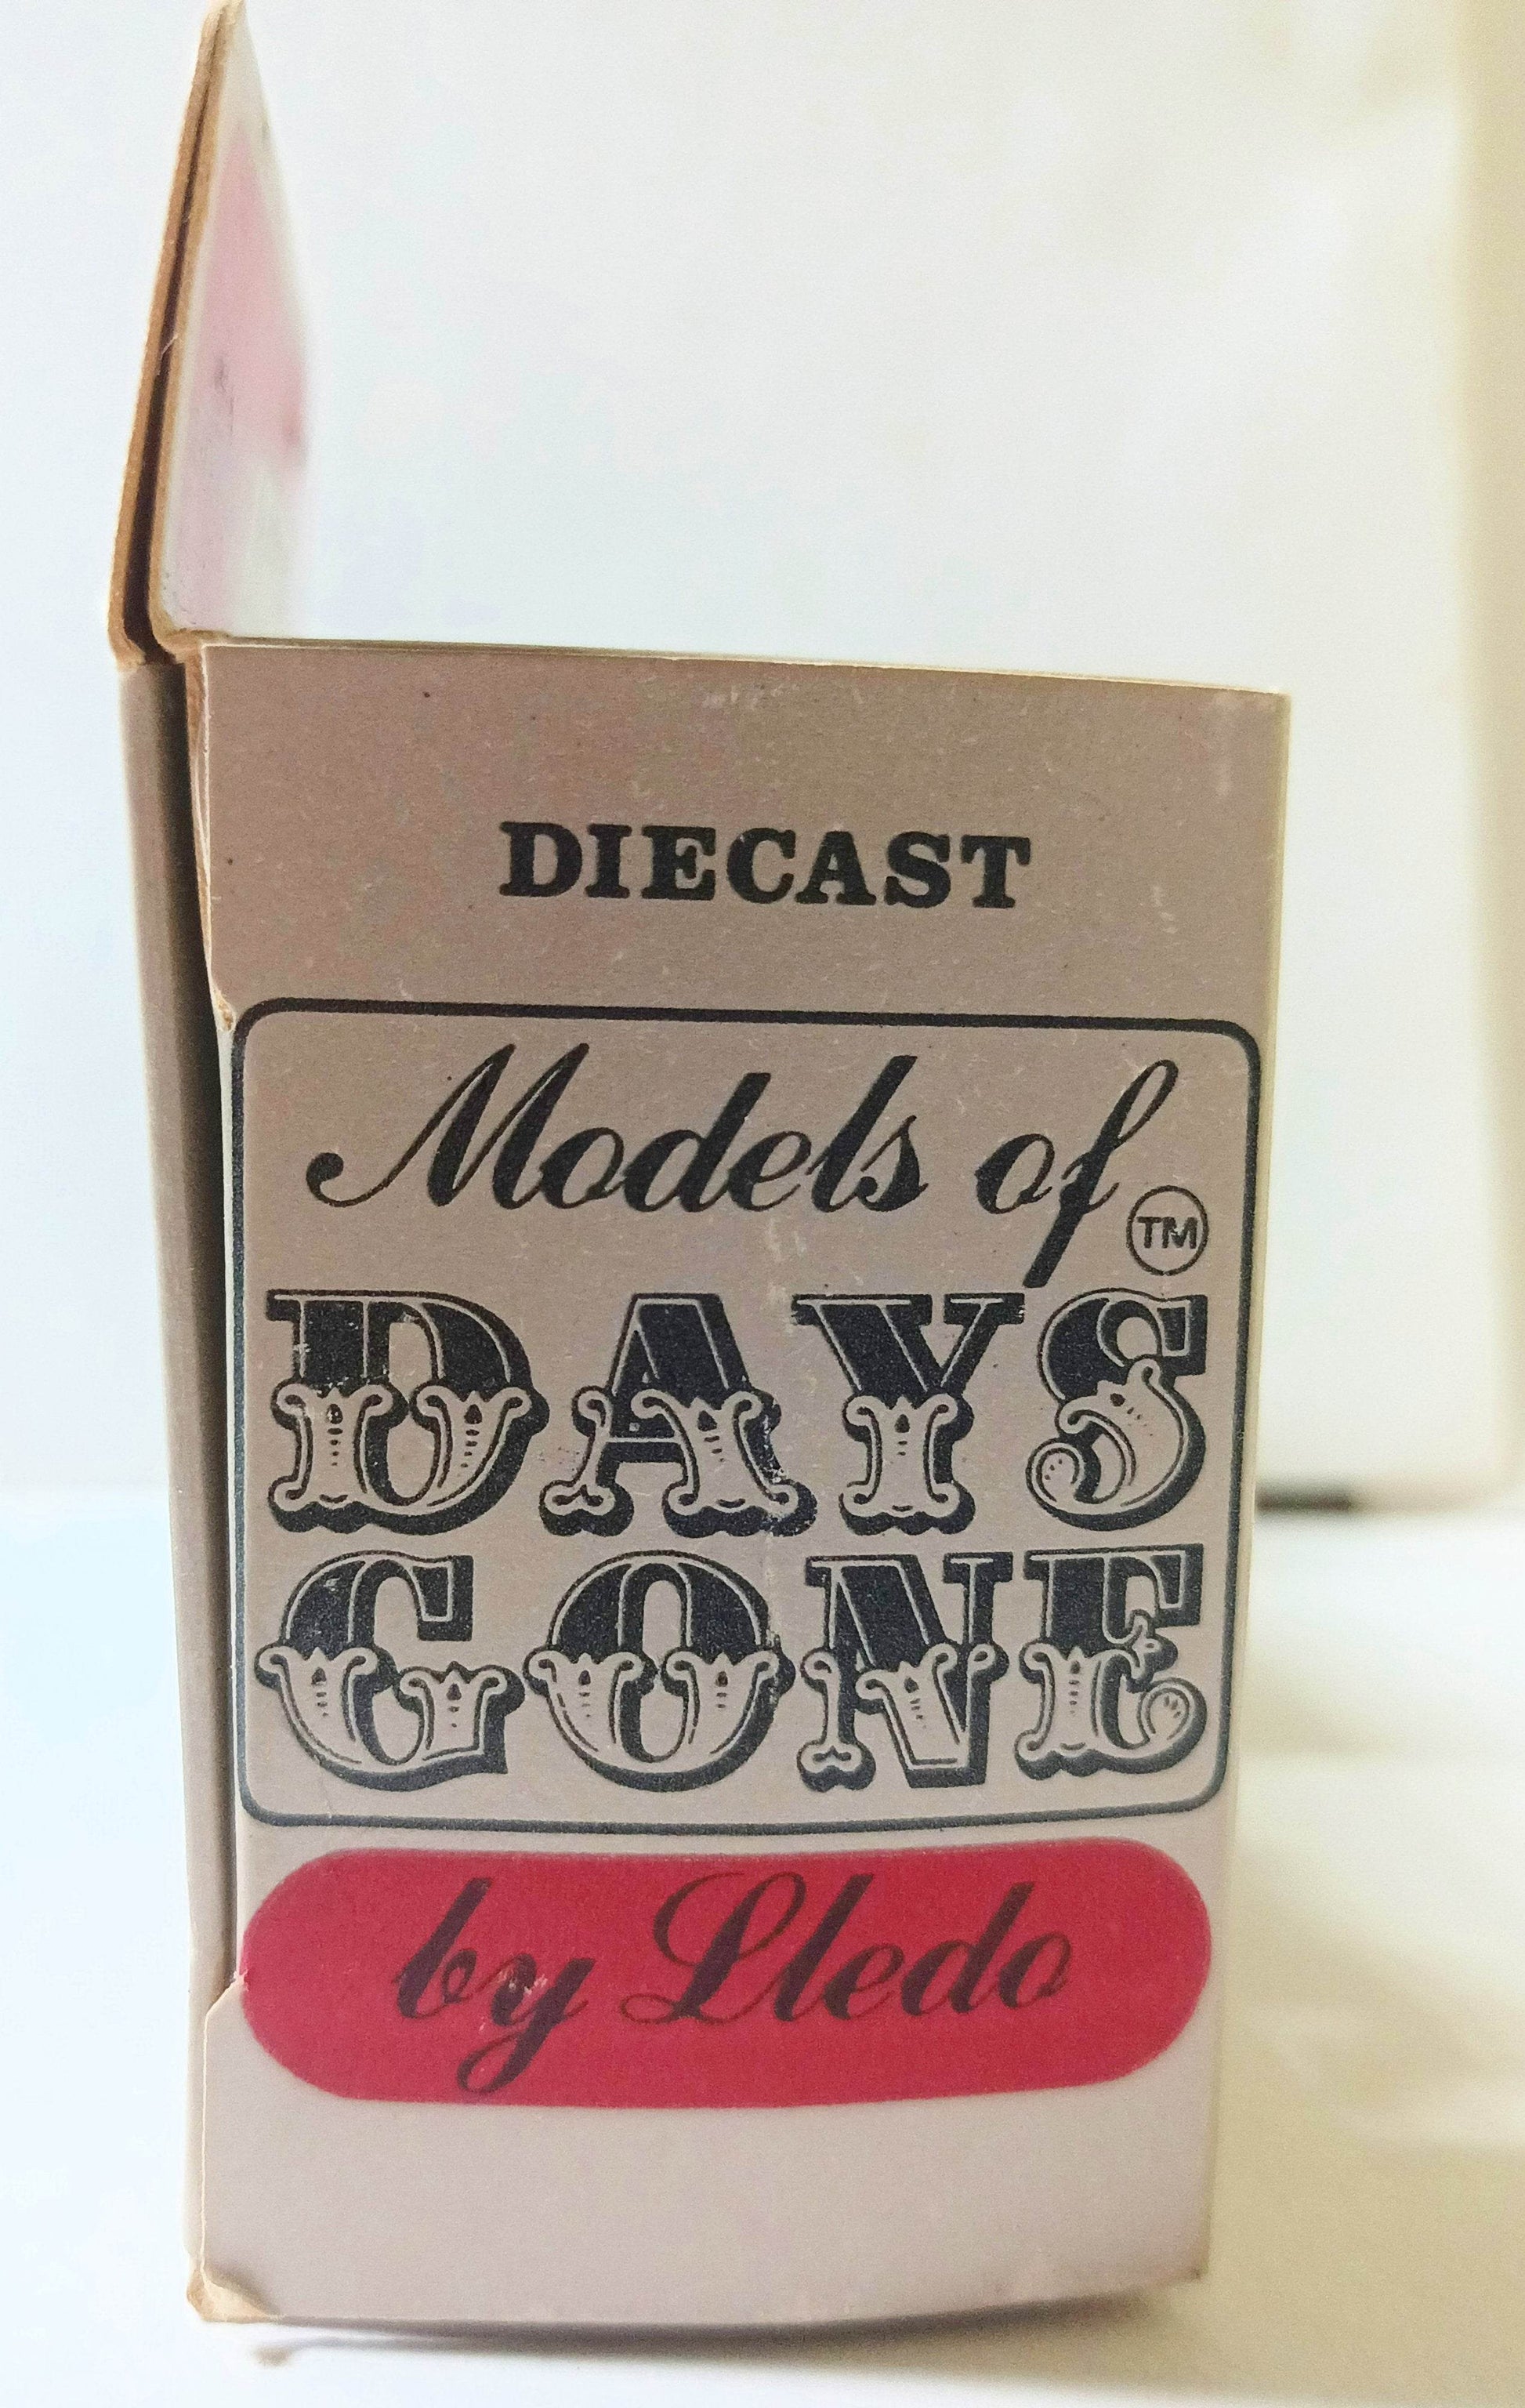 DIECAST
Models of
TM
DAYS
GONE
by Lledo